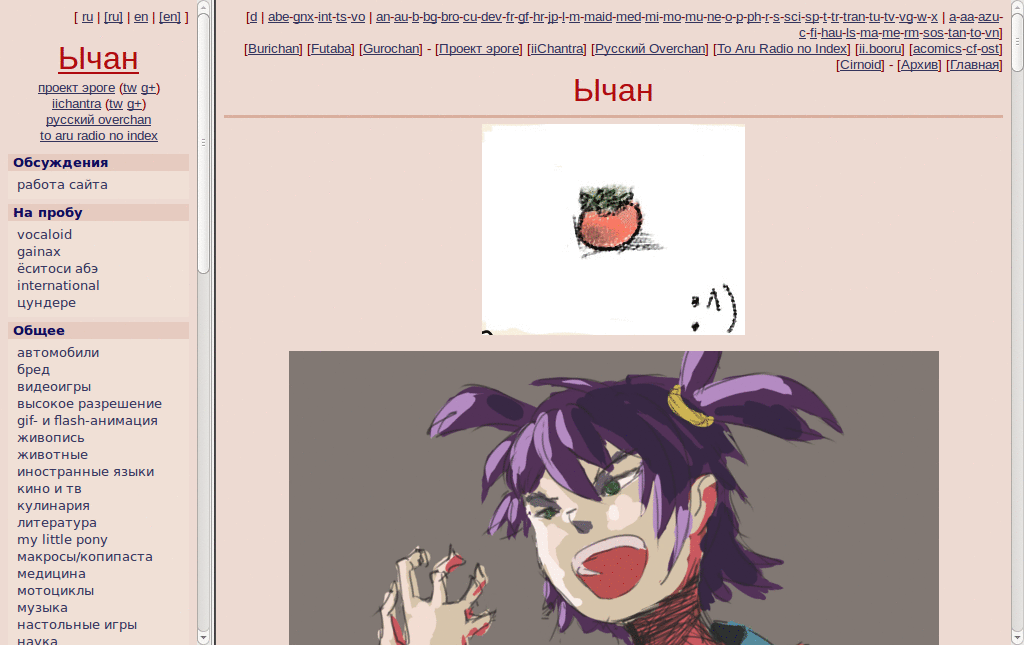 [ ru | [ru] | en | [en] ]
Ычан
проект эроге (tw g+)
iichantra (tw g+)
русский overchan
to aru radio no index
Обсуждения
работа сайта
На пробу
vocaloid
gainax
ёситоси абэ
international
цундере
Общее
автомобили
бред
видеоигры
высокое разрешение
gif- и flash-анимация
живопись
животные
иностранные языки
кино и тв
кулинария
литература
my little pony
макросы/копипаста
медицина
мотоциклы
музыка
настольные игры
наука
[d | abe-gnx-int-ts-vo | an-au-b-bg-bro-cu-dev-fr-gf-hr-jp-l-m-maid-med-mi-mo-mu-ne-o-p-ph-r-s-sci-sp-t-tr-tran-tu-tv-vg-w-x | a-aa-azu-
c-fi-hau-ls-ma-me-rm-sos-tan-to-vn]
[Burichan] [Futaba] [Gurochan] - [Проект эроге] [iiChantra] [Русский Overchan] [To Aru Radio no Index] [ii.booru] [acomics-cf-ost]
[Cirnoid] - [Архив] [Главная]
Ычан
:^)